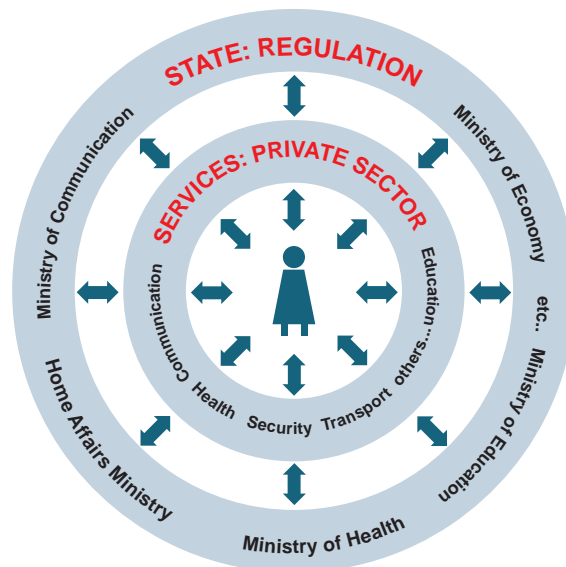 STATE: REGULATION
Ministry of Communication
Ministry of Economy
etc..
Home Affairs Ministry
Ministry of Health
Ministry of Education
SERVICES: PRIVATE SECTOR
Communication
Health
Security
Transport
others...
Education...